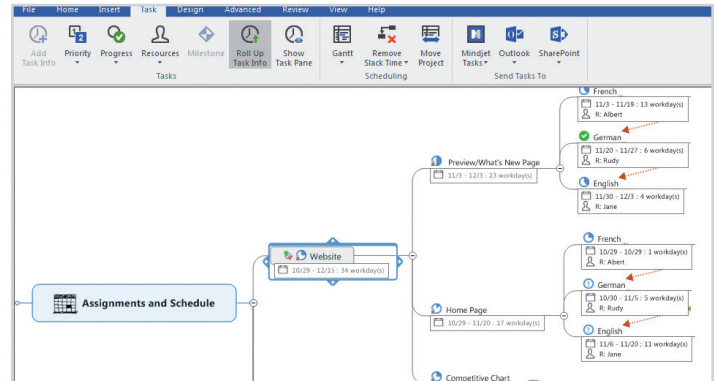 File Home Insert Task Design Advanced Review View Help
Add Task Info
Priority
Progress
Resources
Milestone
Roll Up Task Info
Show Task Pane
Gantt
Remove Slack Time
Move Project
Mindjet Tasks
Outlook
SharePoint
Tasks
Scheduling
Send Tasks To
French
11/3 - 11/19 : 13 workday(s)
R: Albert
German
11/20 - 11/27 : 6 workday(s)
R: Rudy
Preview/What's New Page
11/3 - 12/3 : 23 workday(s)
English
11/30 - 12/3 : 4 workday(s)
R: Jane
Website
10/29 - 12/15 : 34 workday(s)
Assignments and Schedule
French
10/29 - 10/29 : 1 workday(s)
R: Abert
German
10/30 - 11/5 : 5 workday(s)
R: Rudy
Home Page
10/29 - 11/20 : 17 workday(s)
English
11/6 - 11/20 : 11 workday(s)
R: Jane
Competitive Chart